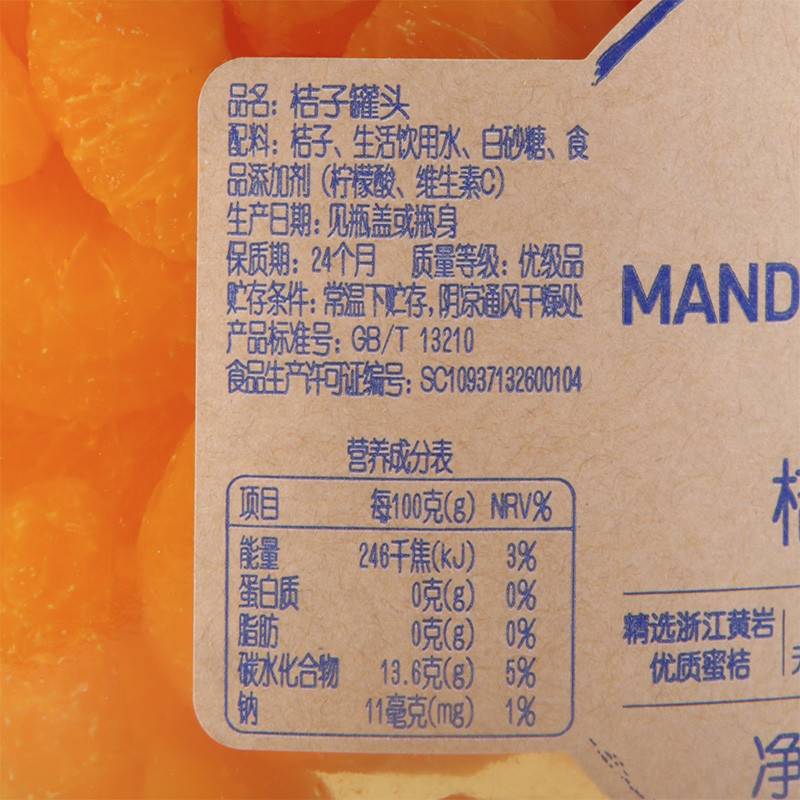 品名：桔子罐头
配料：桔子、生活饮用水、白砂糖、食
品添加剂（柠檬酸、维生素C）
生产日期：见瓶盖或瓶身
保质期：24个月 质量等级：优级品
贮存条件：常温下贮存，阴凉通风干燥处
产品标准号：GB/T 13210
食品生产许可证编号：SC10937132600104
营养成分表
项目 每100克(g) NRV%
能量 246千焦(kJ) 3%
蛋白质 0克(g) 0%
脂肪 0克(g) 0%
碳水化合物 13.6克(g) 5%
钠 11毫克(mg) 1%
MAND
精选浙江黄岩
优质蜜桔
净